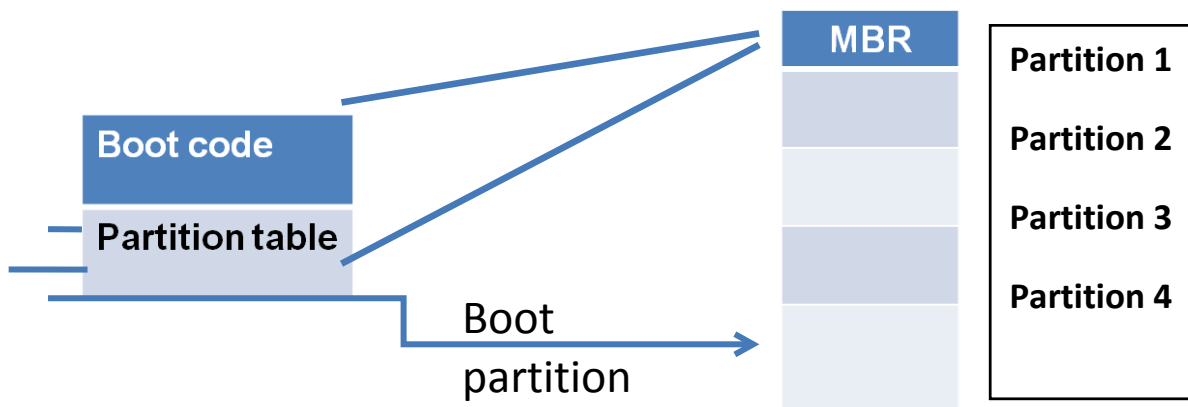 MBR
Boot code
Partition table
Boot
partition
Partition 1
Partition 2
Partition 3
Partition 4